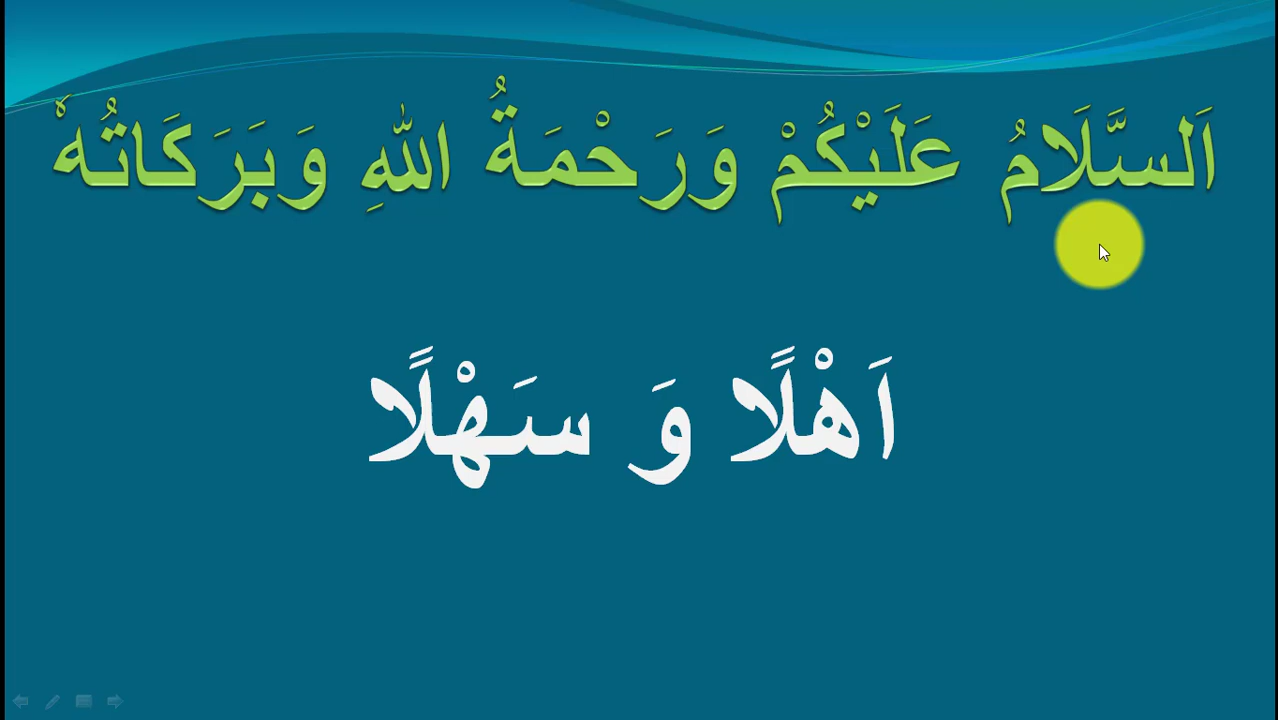 اَلسَّلَامُ عَلَيْكُمْ وَرَحْمَةُ اللهِ وَبَرَكَاتُهٗ
اَهْلًا وَ سَهْلًا